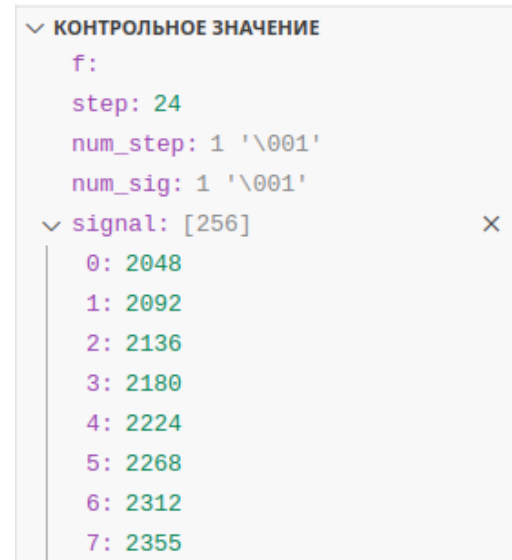 КОНТРОЛЬНОЕ ЗНАЧЕНИЕ
f:
step: 24
num_step: 1 '\001'
num_sig: 1 '\001'
signal: [256]
0: 2048
1: 2092
2: 2136
3: 2180
4: 2224
5: 2268
6: 2312
7: 2355